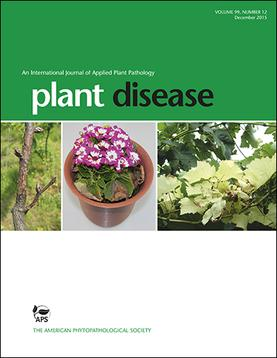 VOLUME 99, NUMBER 12
December 2015
An International Journal of Applied Plant Pathology
plant disease
APS
THE AMERICAN PHYTOPATHOLOGICAL SOCIETY